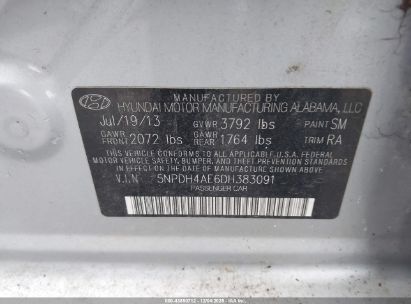 MANUFACTURED BY
HYUNDAI MOTOR MANUFACTURING ALABAMA, LLC
Jul/19/13 GVWR 3792 lbs PAINT SM
GAWR FRONT 2072 lbs GAWR REAR 1764 lbs TRIM RA
THIS VEHICLE CONFORMS TO ALL APPLICABLE U.S.A. FEDERAL
MOTOR VEHICLE SAFETY, BUMPER, AND THEFT PREVENTION STANDARDS
IN EFFECT ON THE DATE OF MANUFACTURE SHOWN ABOVE.
V.I.N. 5NPDH4AE6DH383091
PASSENGER CAR